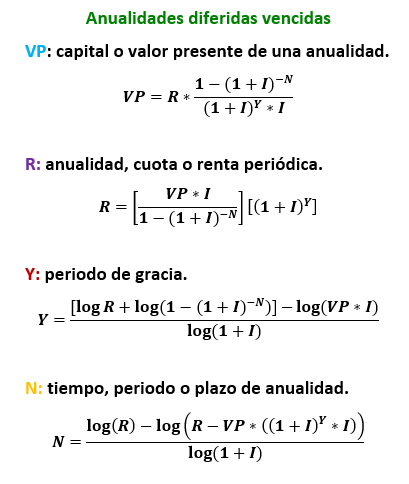 Anualidades diferidas vencidas
VP: capital o valor presente de una anualidad.
VP = R * \frac{1 - (1 + I)^{-N}}{(1 + I)^{Y} * I}
R: anualidad, cuota o renta periódica.
R = \left[ \frac{VP * I}{1 - (1 + I)^{-N}} \right] [(1 + I)^{Y}]
Y: periodo de gracia.
Y = \frac{[\log R + \log(1 - (1 + I)^{-N})] - \log(VP * I)}{\log(1 + I)}
N: tiempo, periodo o plazo de anualidad.
N = \frac{\log(R) - \log\left(R - VP * ((1 + I)^{Y} * I)\right)}{\log(1 + I)}